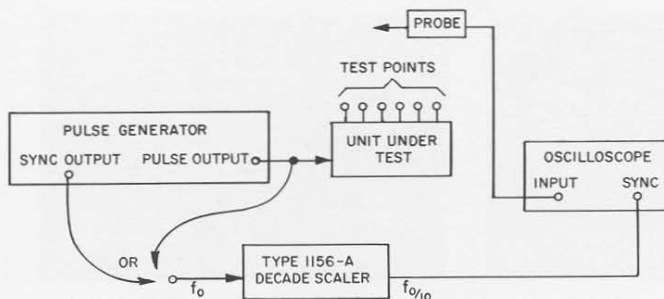 PROBE
TEST POINTS
PULSE GENERATOR
SYNC OUTPUT PULSE OUTPUT
UNIT UNDER
TEST
OSCILLOSCOPE
INPUT SYNC
OR
f₀
TYPE 1156-A
DECADE SCALER
f₀/₁₀